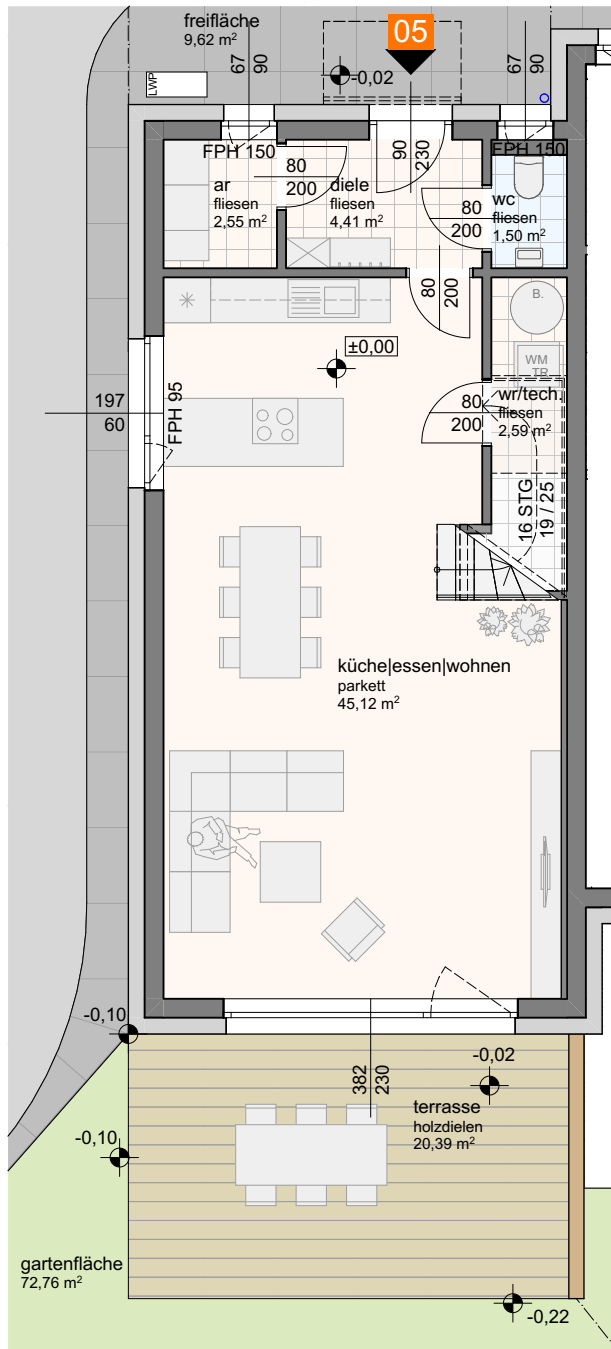 freifläche
9,62 m²
05
67
90
67
90
LWP
-0,02
FPH 150
FPH 150
90
230
80
200
ar
fliesen
2,55 m²
diele
fliesen
4,41 m²
80
200
wc
fliesen
1,50 m²
80
200
B.
±0,00
WM
TR
197
60
FPH 95
80
200
wr/tech.
fliesen
2,59 m²
16 STG
19 / 25
küche|essen|wohnen
parkett
45,12 m²
-0,10
382
230
-0,02
terrasse
holzdielen
20,39 m²
-0,10
gartenfläche
72,76 m²
-0,22